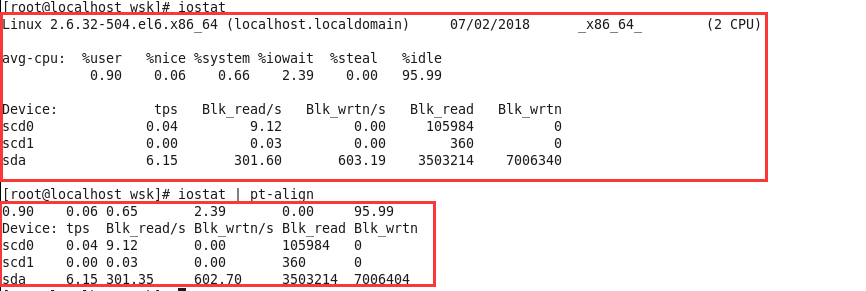 [root@localhost wsk]# iostat
Linux 2.6.32-504.el6.x86_64 (localhost.localdomain) 07/02/2018 _x86_64_ (2 CPU)
avg-cpu: %user %nice %system %iowait %steal %idle
0.90 0.06 0.66 2.39 0.00 95.99
Device: tps Blk_read/s Blk_wrtn/s Blk_read Blk_wrtn
scd0 0.04 9.12 0.00 105984 0
scd1 0.00 0.03 0.00 360 0
sda 6.15 301.60 603.19 3503214 7006340
[root@localhost wsk]# iostat | pt-align
0.90 0.06 0.65 2.39 0.00 95.99
Device: tps Blk_read/s Blk_wrtn/s Blk_read Blk_wrtn
scd0 0.04 9.12 0.00 105984 0
scd1 0.00 0.03 0.00 360 0
sda 6.15 301.35 602.70 3503214 7006404